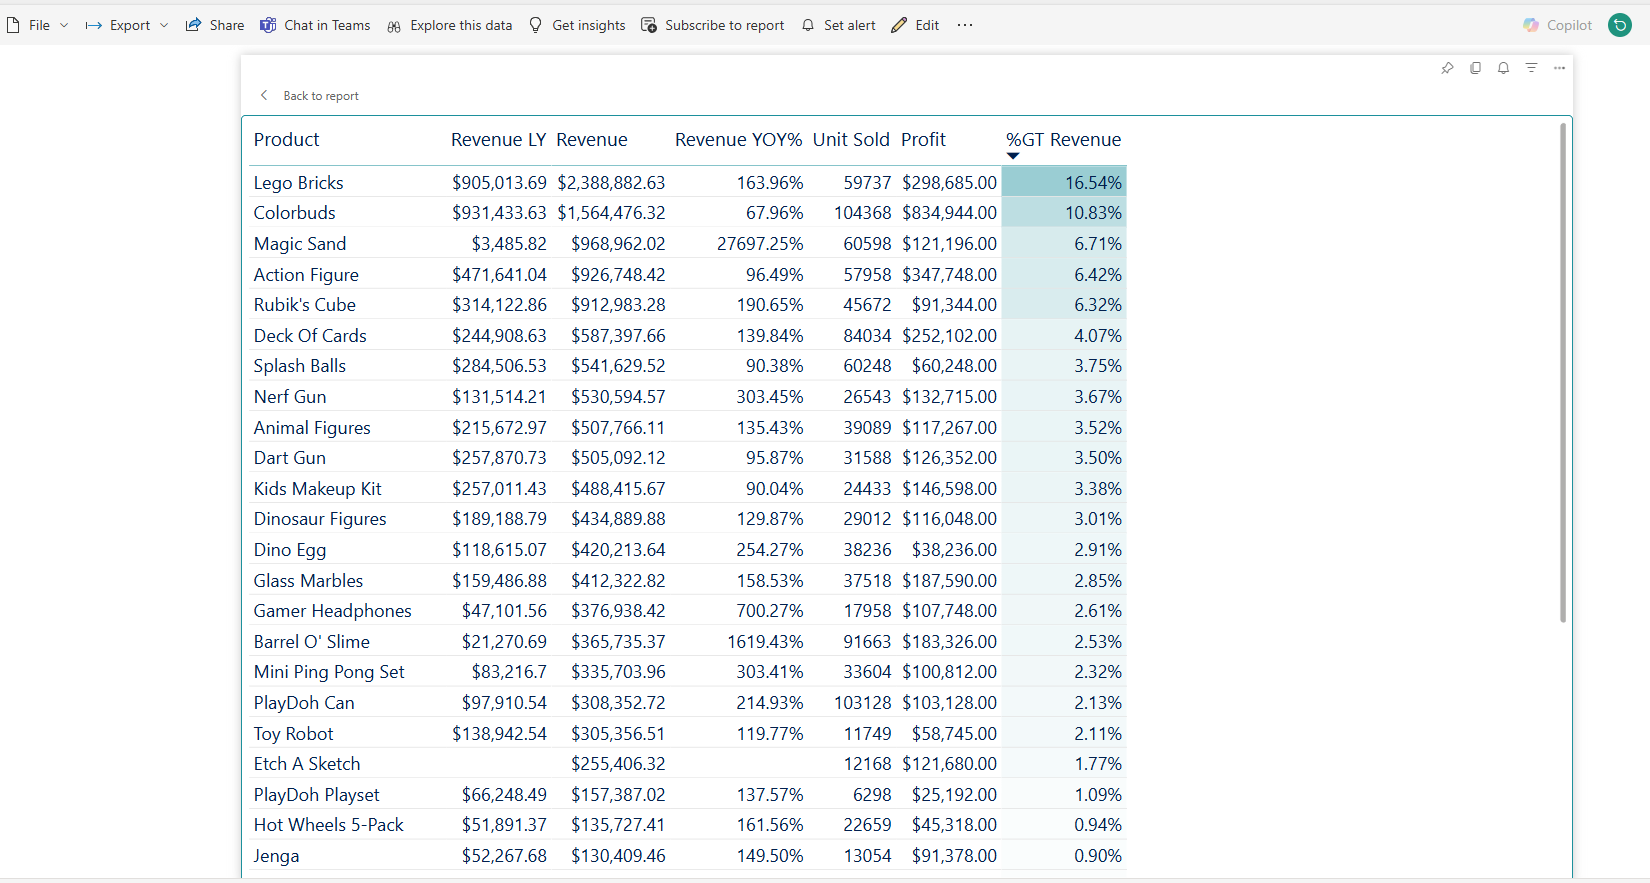 File Export Share Chat in Teams Explore this data Get insights Subscribe to report Set alert Edit ··· Copilot
Back to report
Product Revenue LY Revenue Revenue YOY% Unit Sold Profit %GT Revenue
Lego Bricks $905,013.69 $2,388,882.63 163.96% 59737 $298,685.00 16.54%
Colorbuds $931,433.63 $1,564,476.32 67.96% 104368 $834,944.00 10.83%
Magic Sand $3,485.82 $968,962.02 27697.25% 60598 $121,196.00 6.71%
Action Figure $471,641.04 $926,748.42 96.49% 57958 $347,748.00 6.42%
Rubik's Cube $314,122.86 $912,983.28 190.65% 45672 $91,344.00 6.32%
Deck Of Cards $244,908.63 $587,397.66 139.84% 84034 $252,102.00 4.07%
Splash Balls $284,506.53 $541,629.52 90.38% 60248 $60,248.00 3.75%
Nerf Gun $131,514.21 $530,594.57 303.45% 26543 $132,715.00 3.67%
Animal Figures $215,672.97 $507,766.11 135.43% 39089 $117,267.00 3.52%
Dart Gun $257,870.73 $505,092.12 95.87% 31588 $126,352.00 3.50%
Kids Makeup Kit $257,011.43 $488,415.67 90.04% 24433 $146,598.00 3.38%
Dinosaur Figures $189,188.79 $434,889.88 129.87% 29012 $116,048.00 3.01%
Dino Egg $118,615.07 $420,213.64 254.27% 38236 $38,236.00 2.91%
Glass Marbles $159,486.88 $412,322.82 158.53% 37518 $187,590.00 2.85%
Gamer Headphones $47,101.56 $376,938.42 700.27% 17958 $107,748.00 2.61%
Barrel O' Slime $21,270.69 $365,735.37 1619.43% 91663 $183,326.00 2.53%
Mini Ping Pong Set $83,216.7 $335,703.96 303.41% 33604 $100,812.00 2.32%
PlayDoh Can $97,910.54 $308,352.72 214.93% 103128 $103,128.00 2.13%
Toy Robot $138,942.54 $305,356.51 119.77% 11749 $58,745.00 2.11%
Etch A Sketch $255,406.32 12168 $121,680.00 1.77%
PlayDoh Playset $66,248.49 $157,387.02 137.57% 6298 $25,192.00 1.09%
Hot Wheels 5-Pack $51,891.37 $135,727.41 161.56% 22659 $45,318.00 0.94%
Jenga $52,267.68 $130,409.46 149.50% 13054 $91,378.00 0.90%